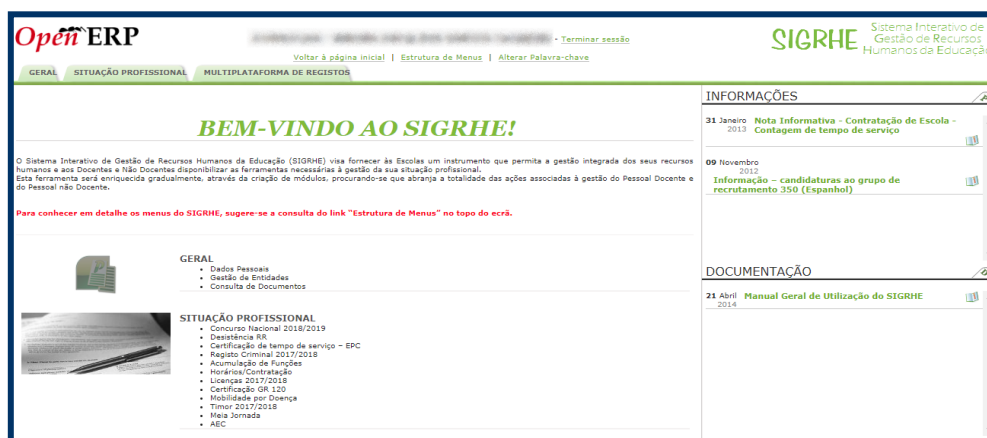 Open ERP
- Terminar sessão
Voltar à página inicial | Estrutura de Menus | Alterar Palavra-chave
SIGRHE
Sistema Interativo de
Gestão de Recursos
Humanos da Educação
GERAL SITUAÇÃO PROFISSIONAL MULTIPLATAFORMA DE REGISTOS
BEM-VINDO AO SIGRHE!
O Sistema Interativo de Gestão de Recursos Humanos da Educação (SIGRHE) visa fornecer às Escolas um instrumento que permita a gestão integrada dos seus recursos
humanos e aos Docentes e Não Docentes disponibilizar as ferramentas necessárias à gestão da sua situação profissional.
Esta ferramenta será enriquecida gradualmente, através da criação de módulos, procurando-se que abranja a totalidade das ações associadas à gestão do Pessoal Docente e
do Pessoal não Docente.
Para conhecer em detalhe os menus do SIGRHE, sugere-se a consulta do link "Estrutura de Menus" no topo do ecrã.
GERAL
• Dados Pessoais
• Gestão de Entidades
• Consulta de Documentos
SITUAÇÃO PROFISSIONAL
• Concurso Nacional 2018/2019
• Desistência RR
• Certificação de tempo de serviço – EPC
• Registo Criminal 2017/2018
• Acumulação de Funções
• Horários/Contratação
• Licenças 2017/2018
• Certificação GR 120
• Mobilidade por Doença
• Timor 2017/2018
• Meia Jornada
• AEC
INFORMAÇÕES
31 Janeiro Nota Informativa - Contratação de Escola -
2013 Contagem de tempo de serviço
09 Novembro
2012
Informação – candidaturas ao grupo de
recrutamento 350 (Espanhol)
DOCUMENTAÇÃO
21 Abril Manual Geral de Utilização do SIGRHE
2014